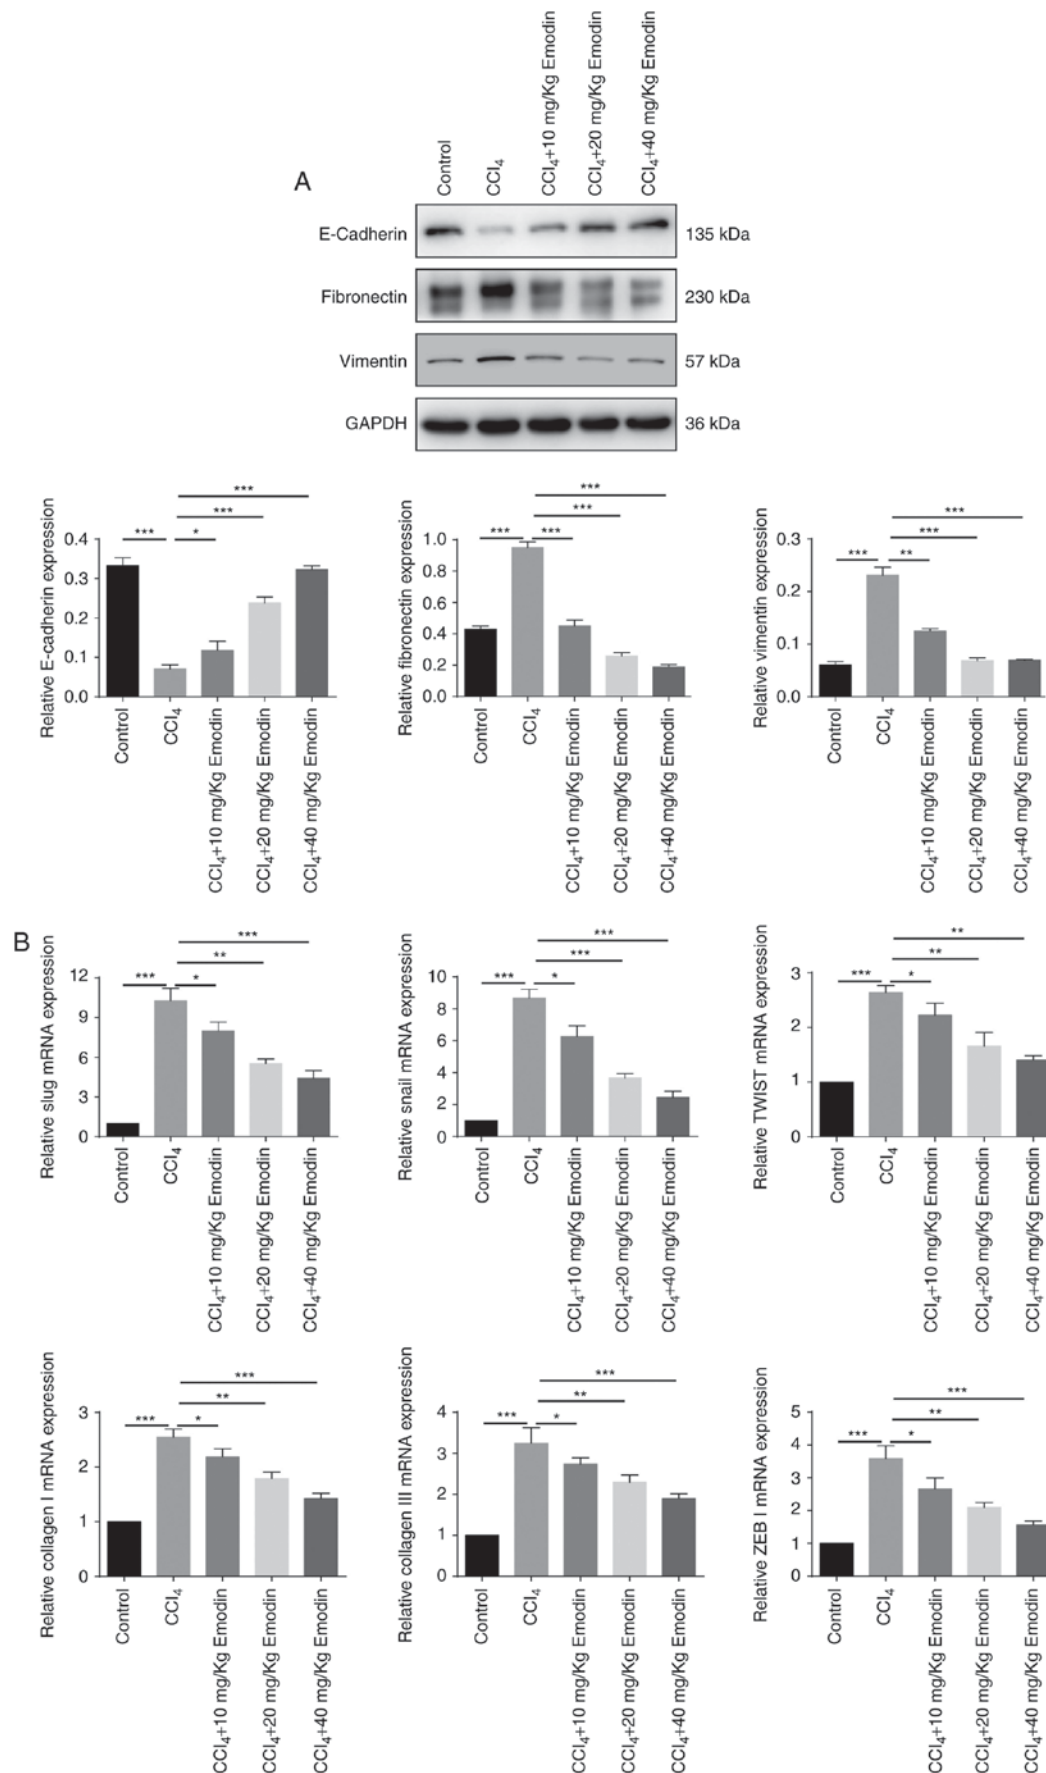 A
Control
CCl₄
CCl₄+10 mg/Kg Emodin
CCl₄+20 mg/Kg Emodin
CCl₄+40 mg/Kg Emodin
E-Cadherin 135 kDa
Fibronectin 230 kDa
Vimentin 57 kDa
GAPDH 36 kDa
Relative E-cadherin expression
0.4
0.3
0.2
0.1
0.0
***
*
***
***
Control
CCl₄
CCl₄+10 mg/Kg Emodin
CCl₄+20 mg/Kg Emodin
CCl₄+40 mg/Kg Emodin
Relative fibronectin expression
1.0
0.8
0.6
0.4
0.2
0.0
***
***
***
***
Control
CCl₄
CCl₄+10 mg/Kg Emodin
CCl₄+20 mg/Kg Emodin
CCl₄+40 mg/Kg Emodin
Relative vimentin expression
0.3
0.2
0.1
0.0
***
**
***
***
Control
CCl₄
CCl₄+10 mg/Kg Emodin
CCl₄+20 mg/Kg Emodin
CCl₄+40 mg/Kg Emodin
B
Relative slug mRNA expression
12
9
6
3
0
***
*
**
***
Control
CCl₄
CCl₄+10 mg/Kg Emodin
CCl₄+20 mg/Kg Emodin
CCl₄+40 mg/Kg Emodin
Relative snail mRNA expression
10
8
6
4
2
0
***
*
***
***
Control
CCl₄
CCl₄+10 mg/Kg Emodin
CCl₄+20 mg/Kg Emodin
CCl₄+40 mg/Kg Emodin
Relative TWIST mRNA expression
3
2
1
0
***
*
**
**
Control
CCl₄
CCl₄+10 mg/Kg Emodin
CCl₄+20 mg/Kg Emodin
CCl₄+40 mg/Kg Emodin
Relative collagen I mRNA expression
3
2
1
0
***
*
**
***
Control
CCl₄
CCl₄+10 mg/Kg Emodin
CCl₄+20 mg/Kg Emodin
CCl₄+40 mg/Kg Emodin
Relative collagen III mRNA expression
4
3
2
1
0
***
*
**
***
Control
CCl₄
CCl₄+10 mg/Kg Emodin
CCl₄+20 mg/Kg Emodin
CCl₄+40 mg/Kg Emodin
Relative ZEB I mRNA expression
5
4
3
2
1
0
***
*
**
***
Control
CCl₄
CCl₄+10 mg/Kg Emodin
CCl₄+20 mg/Kg Emodin
CCl₄+40 mg/Kg Emodin